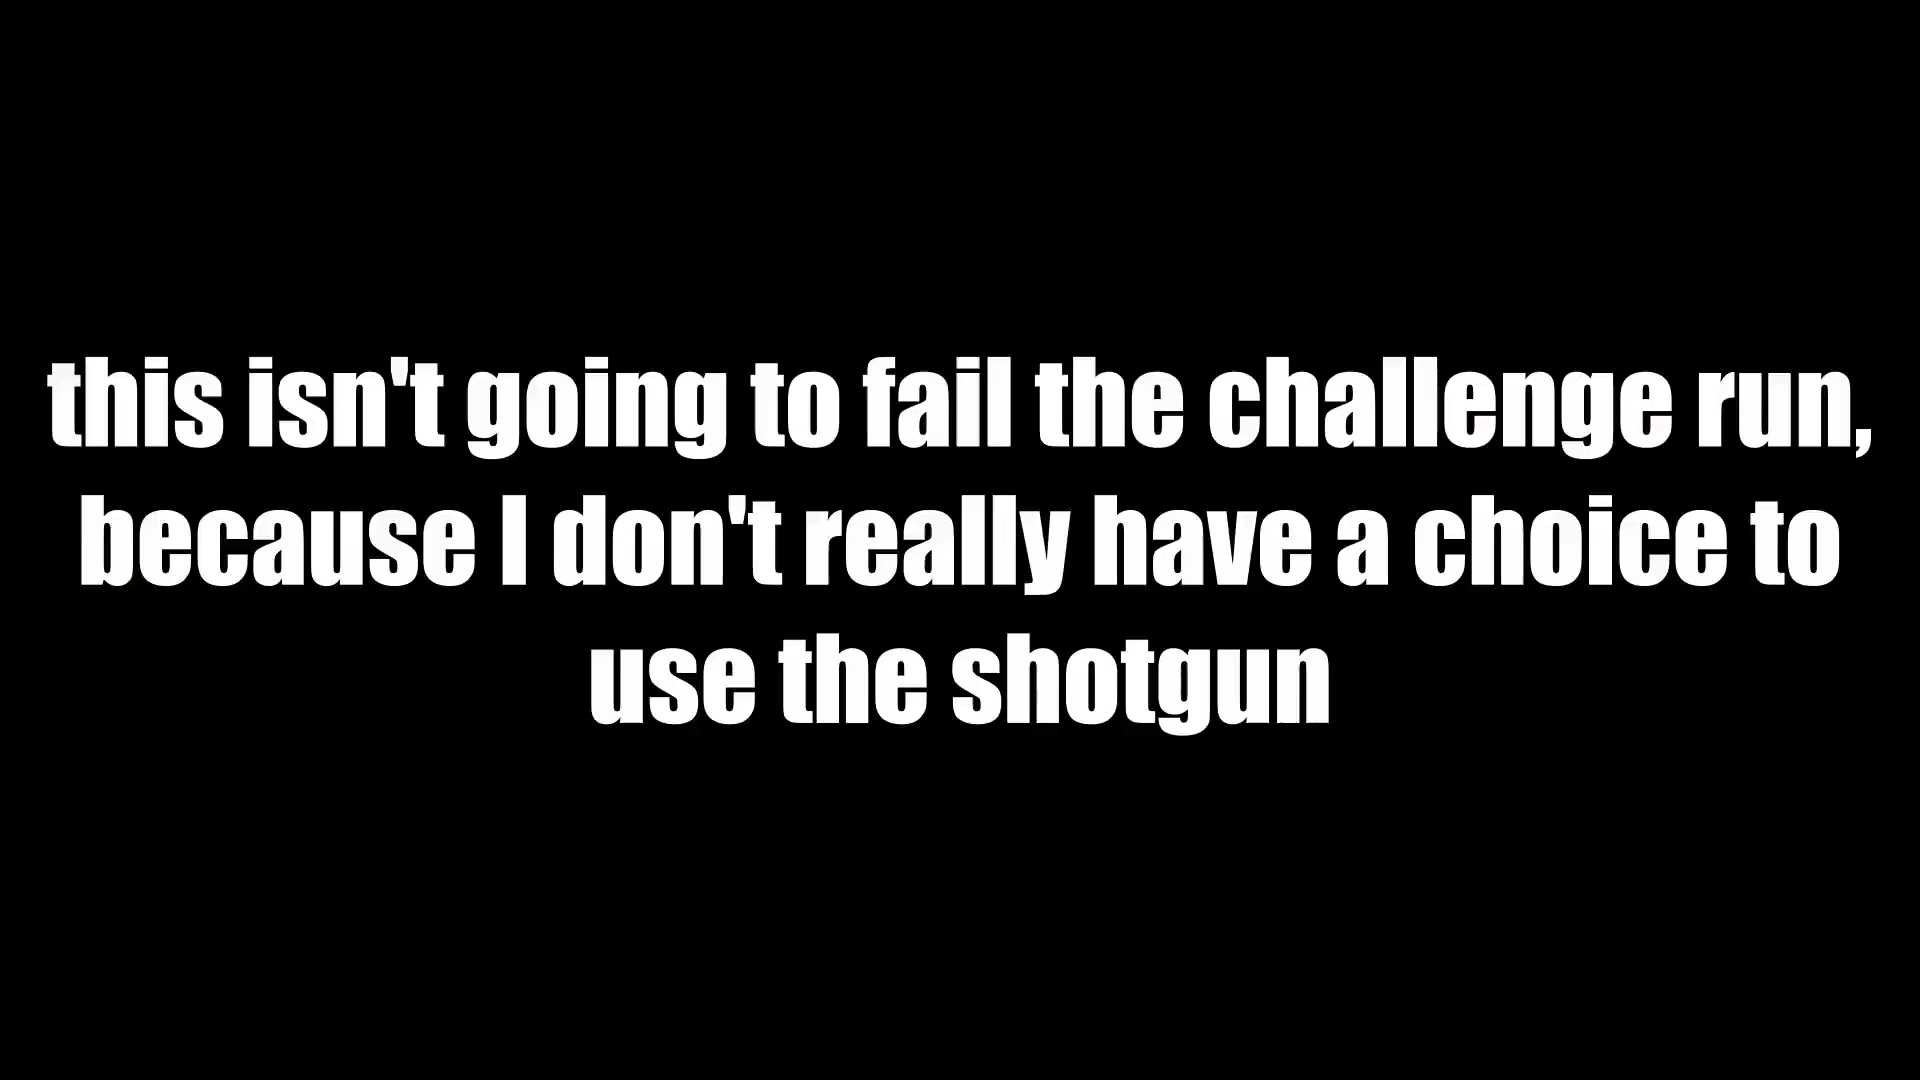 this isn't going to fail the challenge run,
because I don't really have a choice to
use the shotgun